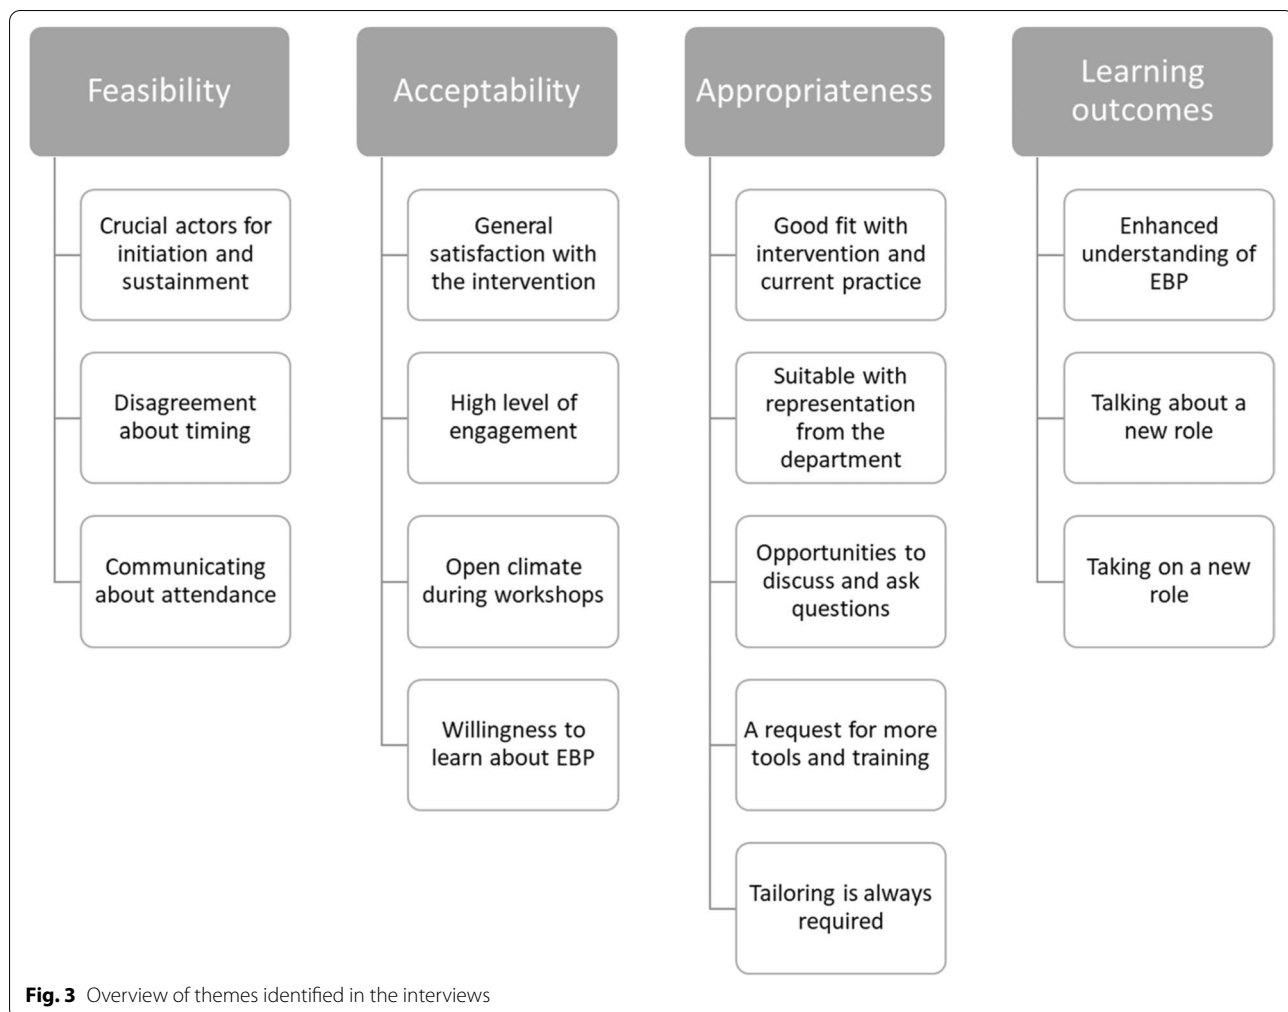 Feasibility
Crucial actors for
initiation and
sustainment
Disagreement
about timing
Communicating
about attendance
Acceptability
General
satisfaction with
the intervention
High level of
engagement
Open climate
during workshops
Willingness to
learn about EBP
Appropriateness
Good fit with
intervention and
current practice
Suitable with
representation
from the
department
Opportunities to
discuss and ask
questions
A request for more
tools and training
Tailoring is always
required
Learning
outcomes
Enhanced
understanding of
EBP
Talking about a
new role
Taking on a new
role
Fig. 3 Overview of themes identified in the interviews